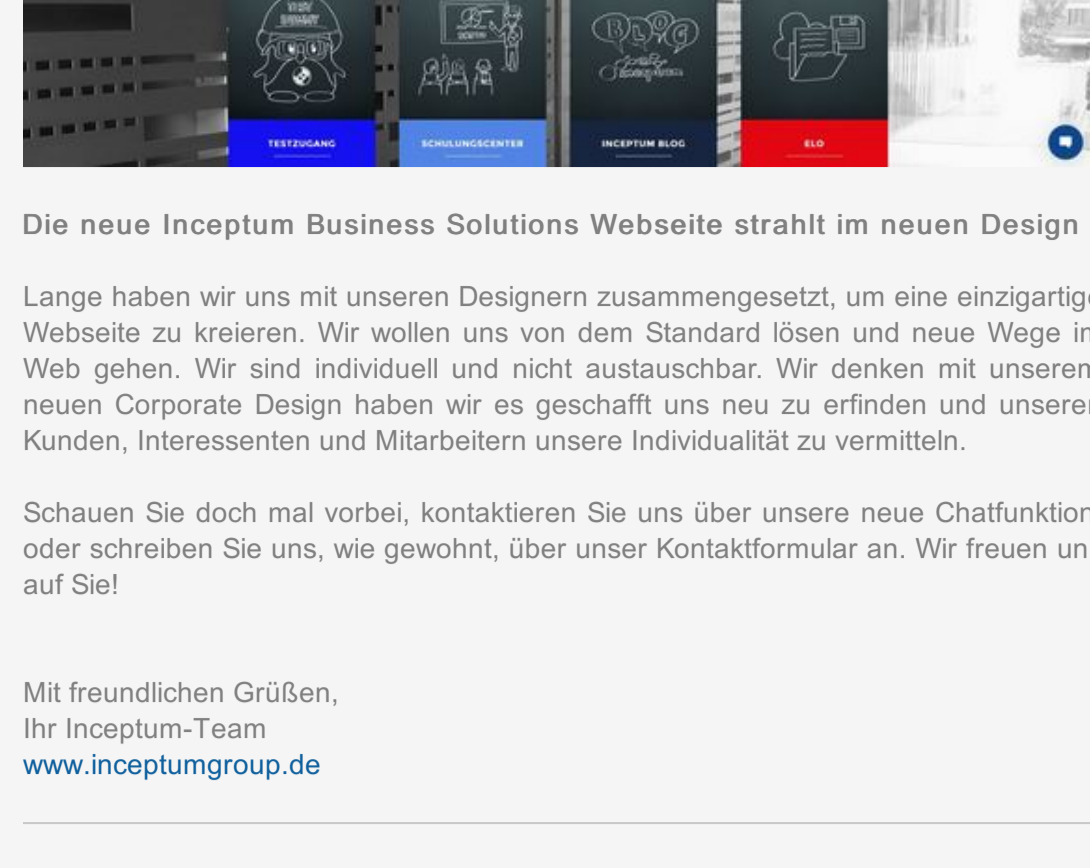 TESTZUGANG SCHULUNGSCENTER INCEPTUM BLOG ELO
BLOG
Die neue Inceptum Business Solutions Webseite strahlt im neuen Design
Lange haben wir uns mit unseren Designern zusammengesetzt, um eine einzigartige
Webseite zu kreieren. Wir wollen uns von dem Standard lösen und neue Wege im
Web gehen. Wir sind individuell und nicht austauschbar. Wir denken mit unserem
neuen Corporate Design haben wir es geschafft uns neu zu erfinden und unseren
Kunden, Interessenten und Mitarbeitern unsere Individualität zu vermitteln.
Schauen Sie doch mal vorbei, kontaktieren Sie uns über unsere neue Chatfunktion
oder schreiben Sie uns, wie gewohnt, über unser Kontaktformular an. Wir freuen un
auf Sie!
Mit freundlichen Grüßen,
Ihr Inceptum-Team
www.inceptumgroup.de